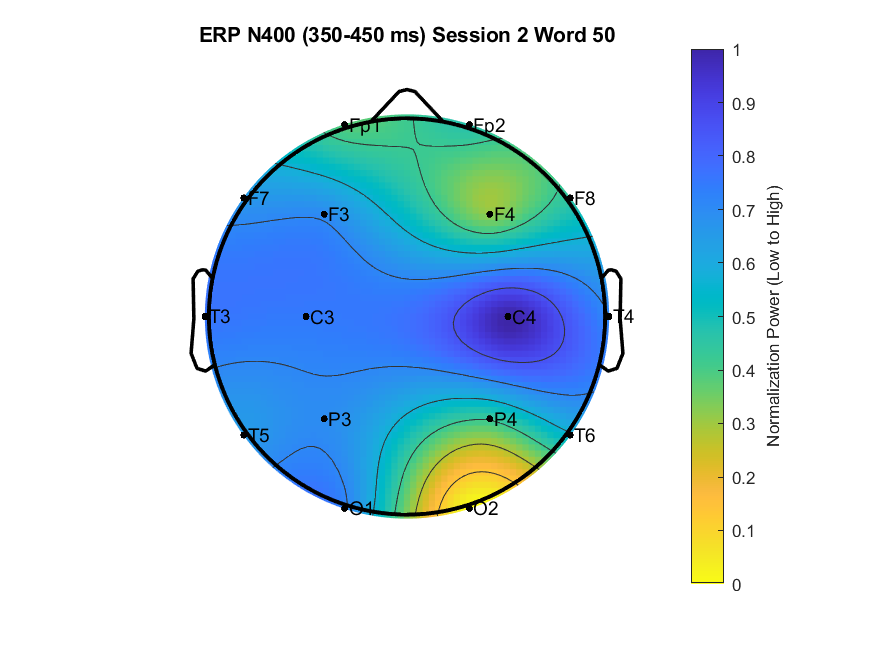 ERP N400 (350-450 ms) Session 2 Word 50
Fp1 Fp2
F7 F3 F4 F8
T3 C3 C4 T4
T5 P3 P4 T6
O1 O2
1
0.9
0.8
0.7
0.6
0.5
0.4
0.3
0.2
0.1
0
Normalization Power (Low to High)